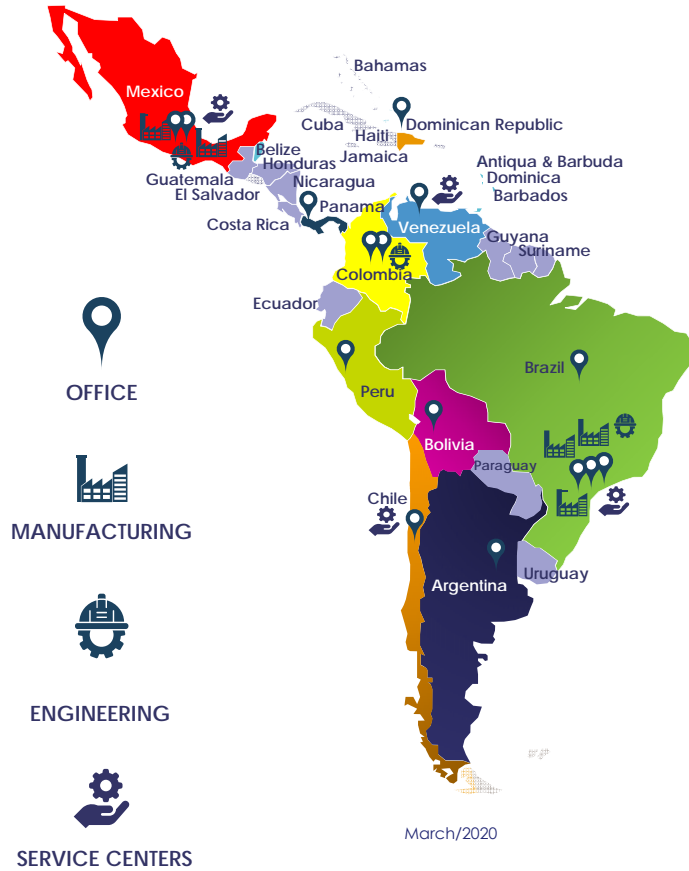 Bahamas
Mexico
Cuba
Dominican Republic
Haiti
Jamaica
Belize
Honduras
Guatemala
Nicaragua
El Salvador
Antiqua & Barbuda
Dominica
Barbados
Panama
Costa Rica
Venezuela
Guyana
Suriname
Colombia
Ecuador
Brazil
Peru
OFFICE
Bolivia
Paraguay
Chile
MANUFACTURING
Uruguay
Argentina
ENGINEERING
March/2020
SERVICE CENTERS